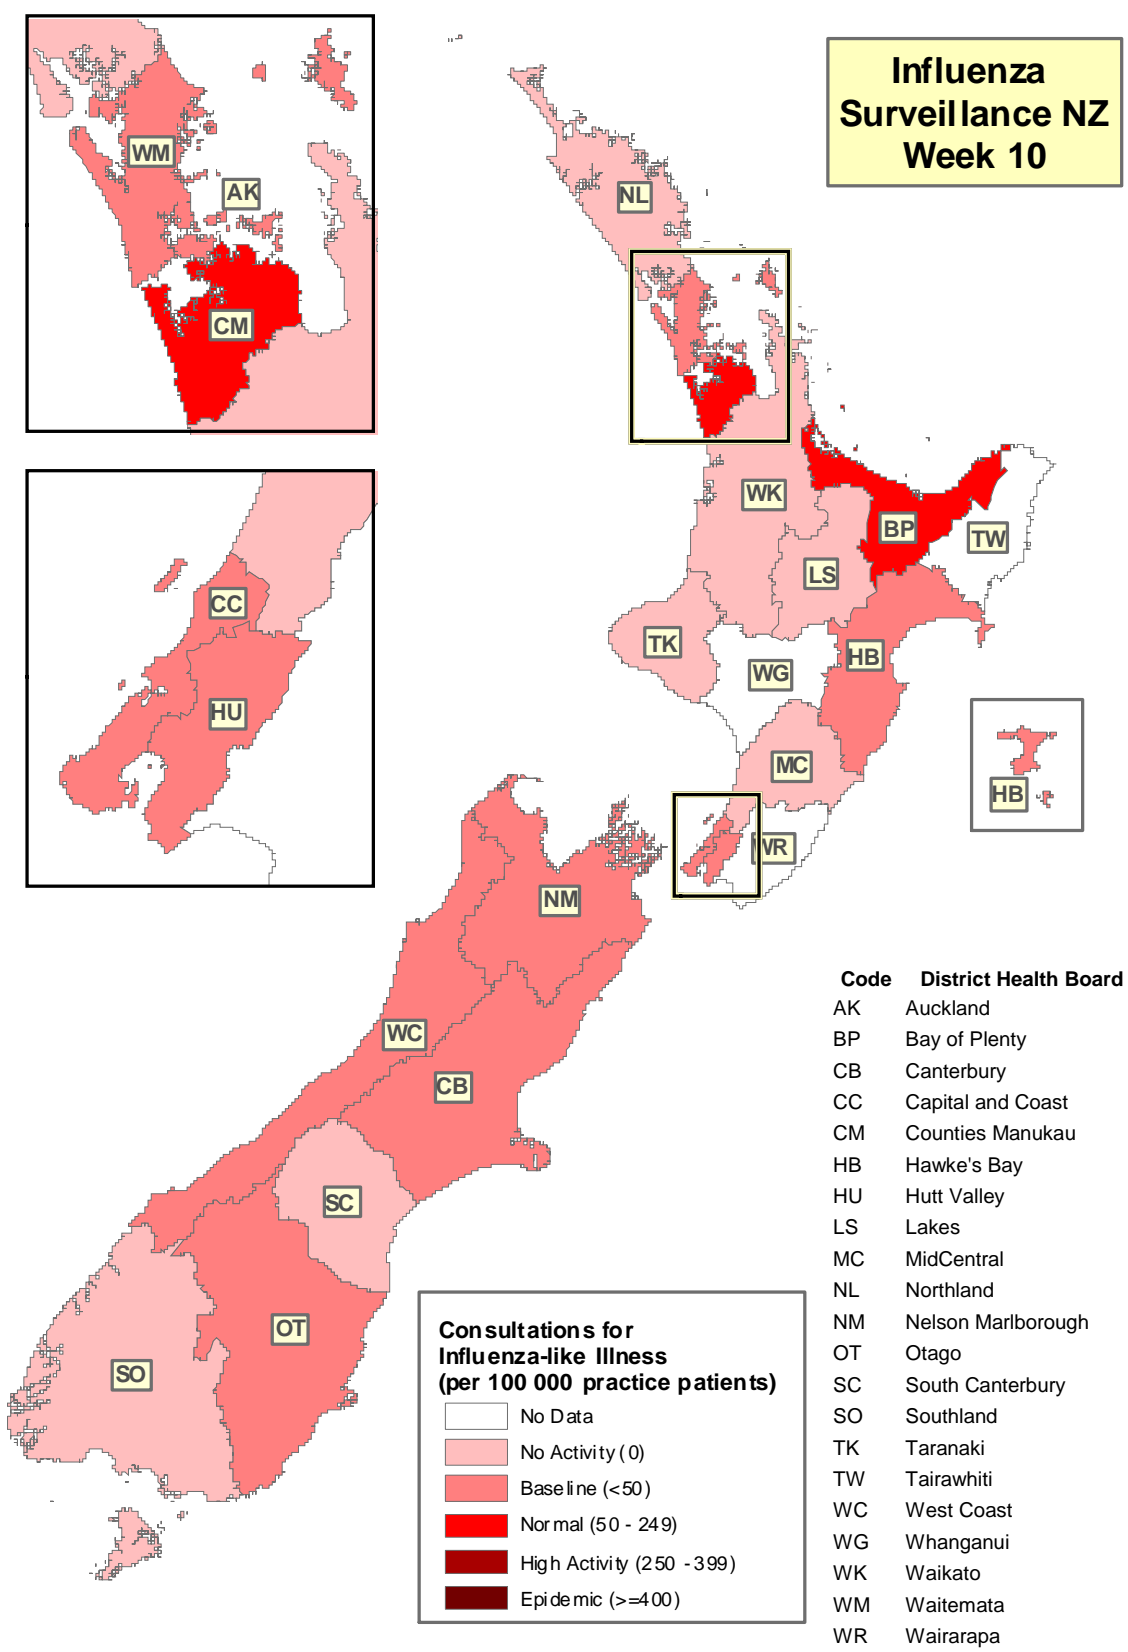 Influenza
Surveillance NZ
Week 10
WM
AK
CM
NL
WK
BP
TW
LS
TK
WG
HB
MC
WR
HB
CC
HU
NM
WC
CB
SC
OT
SO
Consultations for
Influenza-like Illness
(per 100 000 practice patients)
No Data
No Activity (0)
Baseline (<50)
Normal (50 - 249)
High Activity (250 - 399)
Epidemic (>=400)
Code District Health Board
AK Auckland
BP Bay of Plenty
CB Canterbury
CC Capital and Coast
CM Counties Manukau
HB Hawke's Bay
HU Hutt Valley
LS Lakes
MC MidCentral
NL Northland
NM Nelson Marlborough
OT Otago
SC South Canterbury
SO Southland
TK Taranaki
TW Tairawhiti
WC West Coast
WG Whanganui
WK Waikato
WM Waitemata
WR Wairarapa